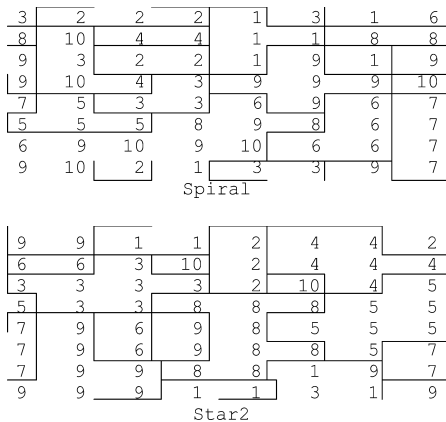 3 2 2 2 1 3 1 6
8 10 4 4 1 1 8 8
9 3 2 2 1 9 1 9
9 10 4 3 9 9 9 10
7 5 3 3 6 9 6 7
5 5 5 8 9 8 6 7
6 9 10 9 10 6 6 7
9 10 2 1 3 3 9 7
Spiral
9 9 1 1 2 4 4 2
6 6 3 10 2 4 4 4
3 3 3 3 2 10 4 5
5 3 3 3 8 8 8 5 5
7 9 6 9 8 5 5 5
7 9 6 9 8 8 5 7
7 9 9 8 8 1 9 7
9 9 9 1 1 3 1 9
Star2